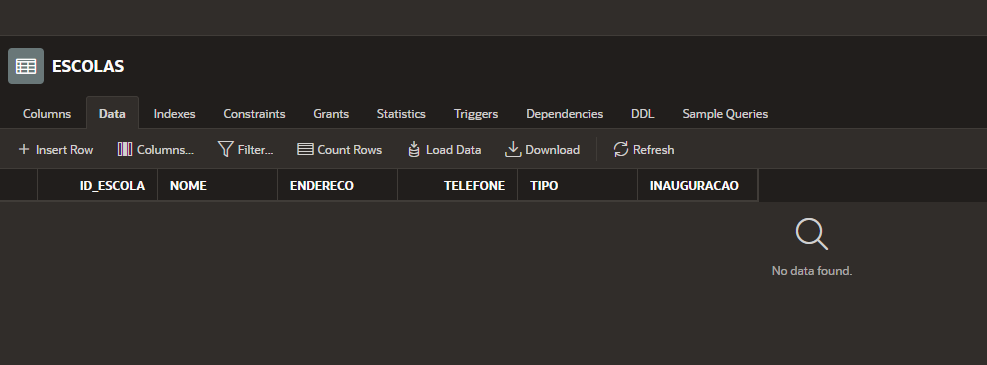 ESCOLAS
Columns Data Indexes Constraints Grants Statistics Triggers Dependencies DDL Sample Queries
+ Insert Row Columns... Filter... Count Rows Load Data Download Refresh
ID_ESCOLA NOME ENDERECO TELEFONE TIPO INAUGURACAO
No data found.